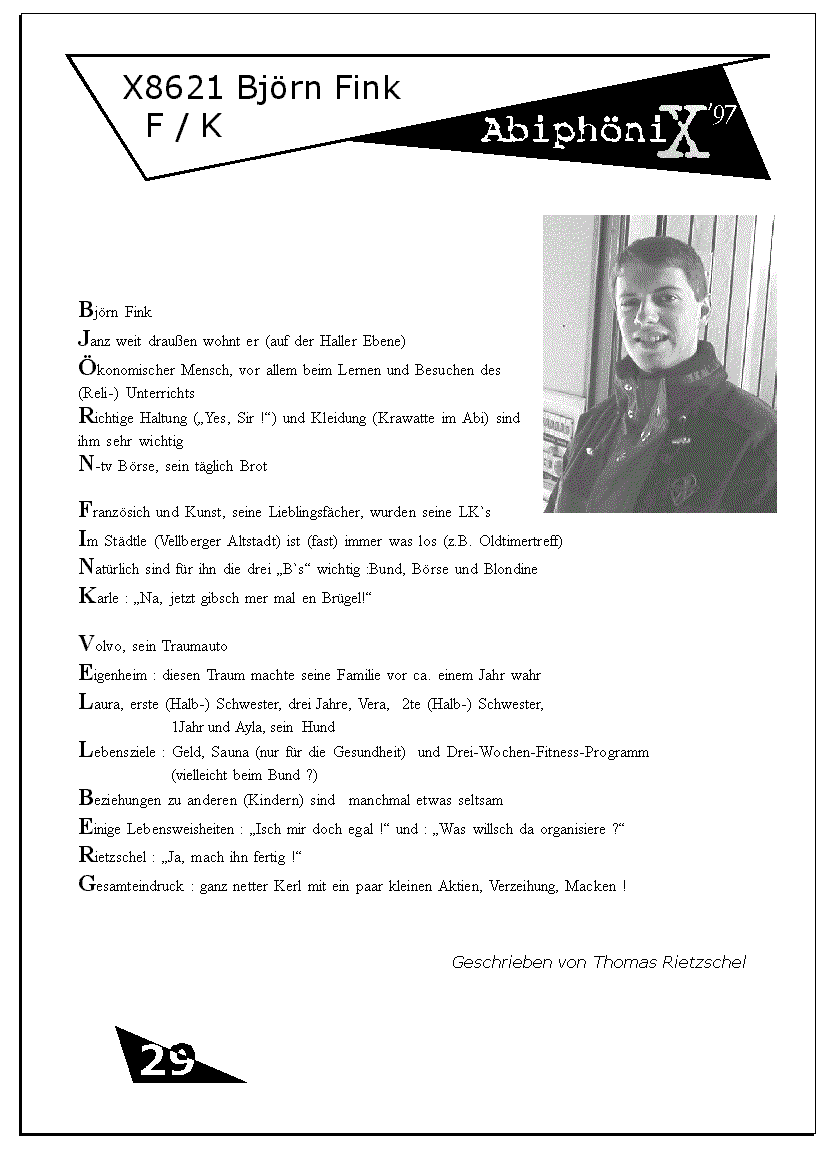 X8621 Björn Fink
F / K
AbiphöniX '97
Björn Fink
Janz weit draußen wohnt er (auf der Haller Ebene)
Ökonomischer Mensch, vor allem beim Lernen und Besuchen des
(Reli-) Unterrichts
Richtige Haltung („Yes, Sir !“) und Kleidung (Krawatte im Abi) sind
ihm sehr wichtig
N-tv Börse, sein täglich Brot
Französich und Kunst, seine Lieblingsfächer, wurden seine LK`s
Im Städtle (Vellberger Altstadt) ist (fast) immer was los (z.B. Oldtimertreff)
Natürlich sind für ihn die drei „B`s“ wichtig :Bund, Börse und Blondine
Karle : „Na, jetzt gibsch mer mal en Brügel!“
Volvo, sein Traumauto
Eigenheim : diesen Traum machte seine Familie vor ca. einem Jahr wahr
Laura, erste (Halb-) Schwester, drei Jahre, Vera, 2te (Halb-) Schwester,
1Jahr und Ayla, sein Hund
Lebensziele : Geld, Sauna (nur für die Gesundheit) und Drei-Wochen-Fitness-Programm
(vielleicht beim Bund ?)
Beziehungen zu anderen (Kindern) sind manchmal etwas seltsam
Einige Lebensweisheiten : „Isch mir doch egal !“ und : „Was willsch da organisiere ?“
Rietzschel : „Ja, mach ihn fertig !“
Gesamteindruck : ganz netter Kerl mit ein paar kleinen Aktien, Verzeihung, Macken !
Geschrieben von Thomas Rietzschel
29